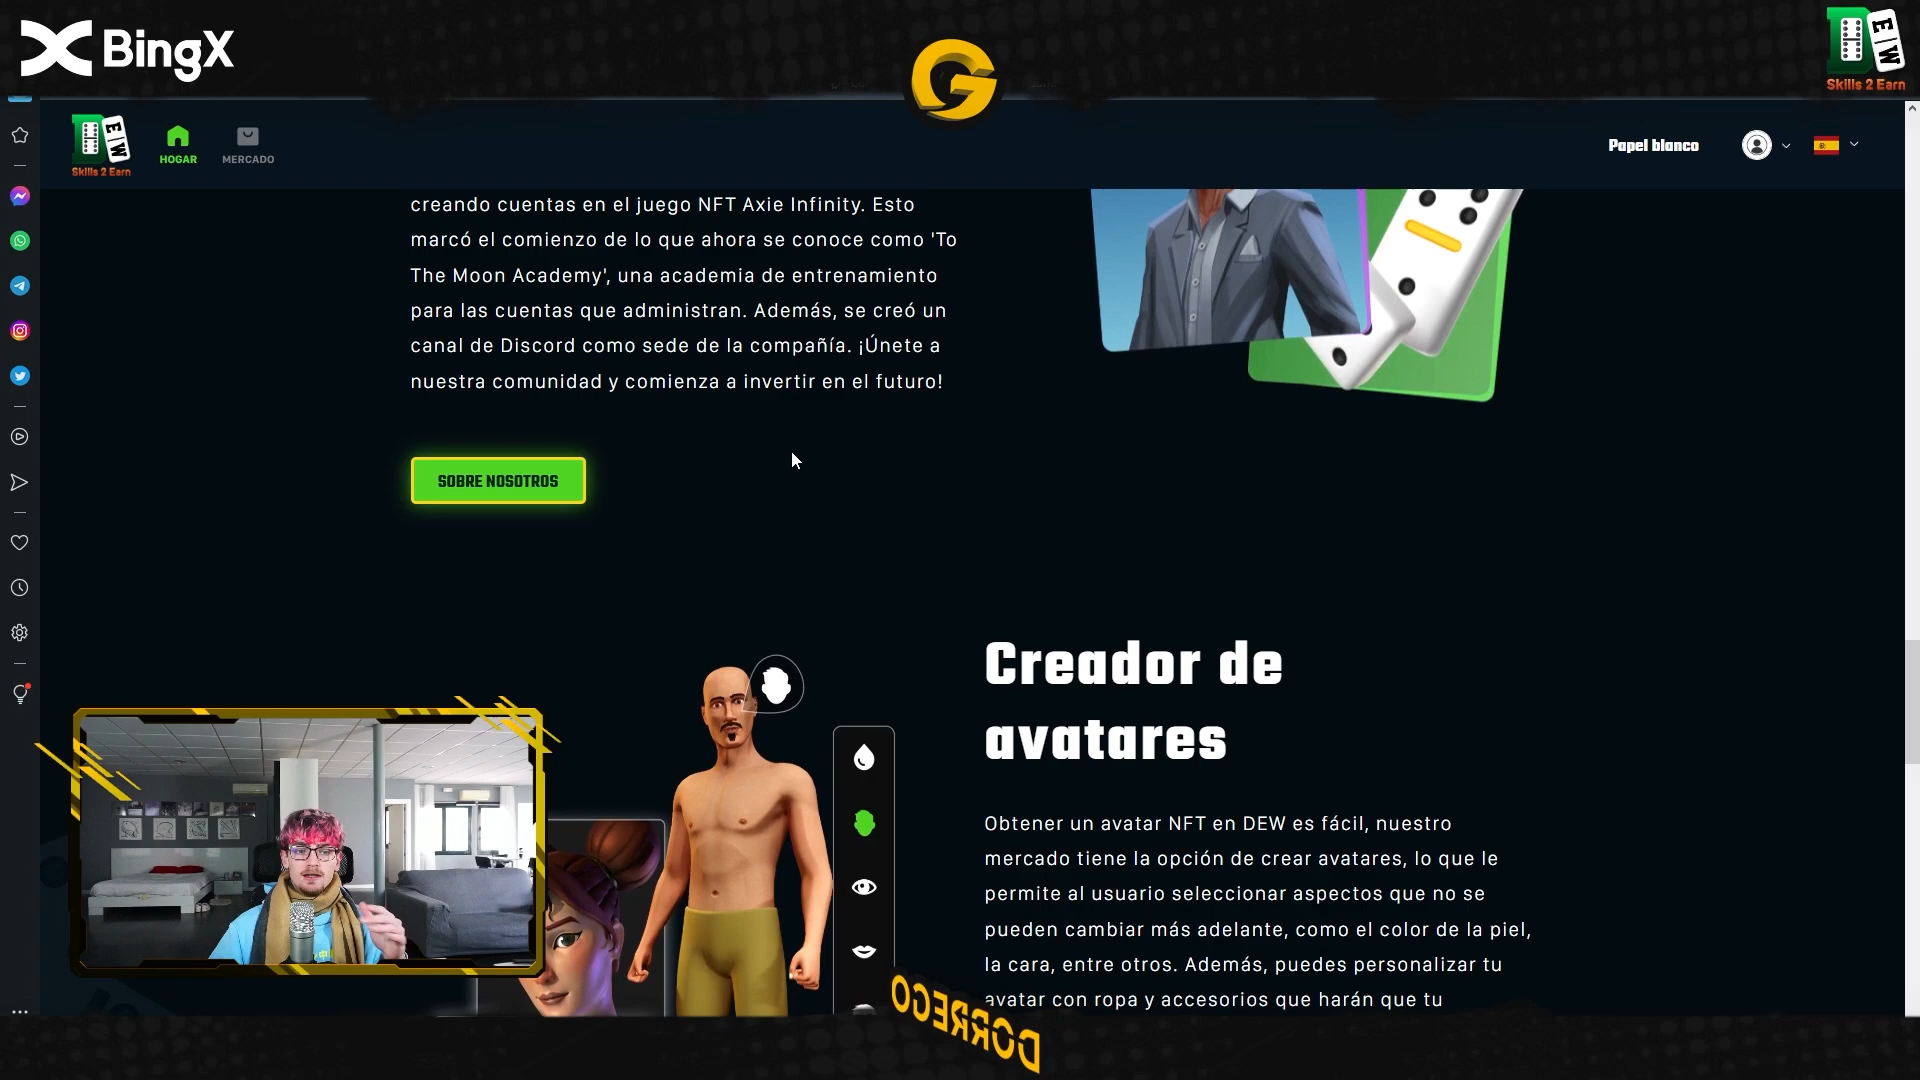 BingX
G
E|W
Skills 2 Earn
E|W
Skills 2 Earn
HOGAR
MERCADO
Papel blanco
creando cuentas en el juego NFT Axie Infinity. Esto
marcó el comienzo de lo que ahora se conoce como 'To
The Moon Academy', una academia de entrenamiento
para las cuentas que administran. Además, se creó un
canal de Discord como sede de la compañía. ¡Únete a
nuestra comunidad y comienza a invertir en el futuro!
SOBRE NOSOTROS
Creador de
avatares
Obtener un avatar NFT en DEW es fácil, nuestro
mercado tiene la opción de crear avatares, lo que le
permite al usuario seleccionar aspectos que no se
pueden cambiar más adelante, como el color de la piel,
la cara, entre otros. Además, puedes personalizar tu
avatar con ropa y accesorios que harán que tu
DORREGO